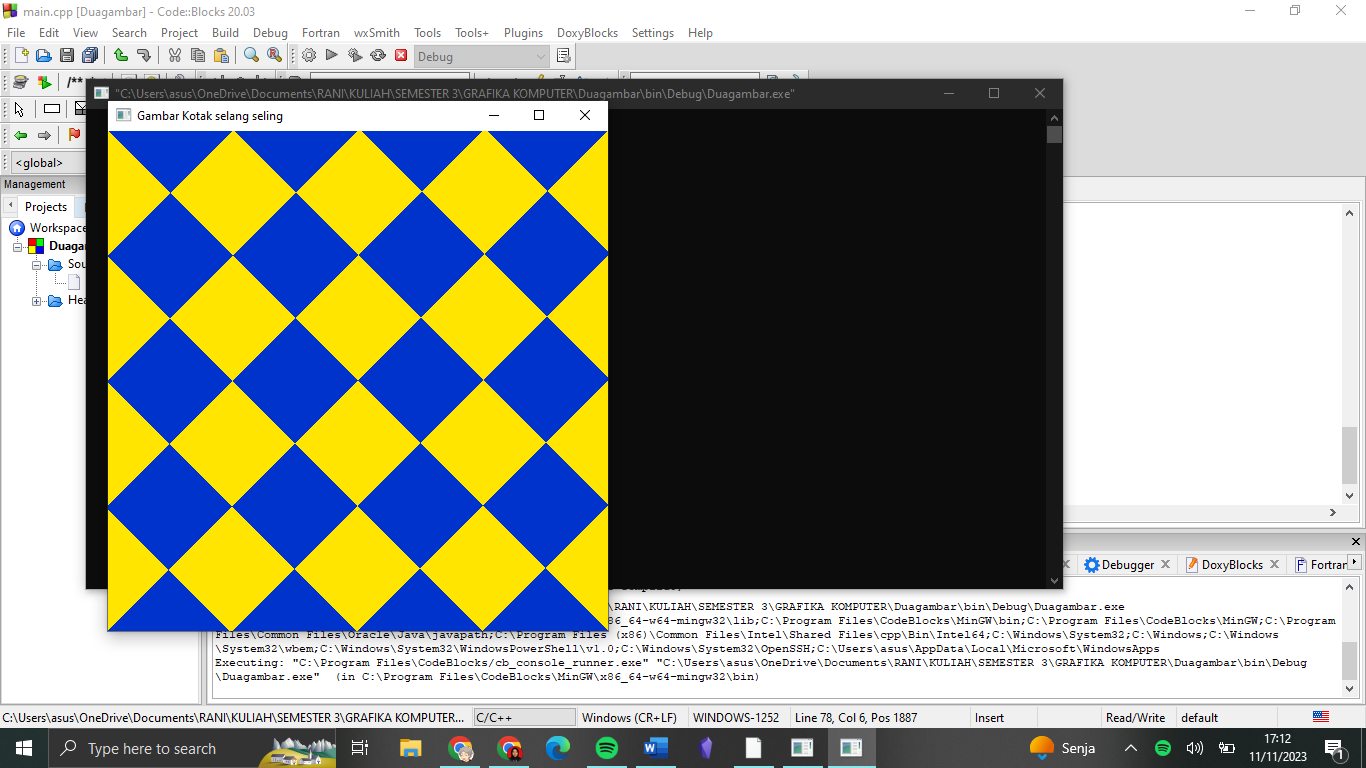 main.cpp [Duagambar] - Code::Blocks 20.03
File Edit View Search Project Build Debug Fortran wxSmith Tools Tools+ Plugins DoxyBlocks Settings Help
Debug
/**
"C:\Users\asus\OneDrive\Documents\RANI\KULIAH\SEMESTER 3\GRAFIKA KOMPUTER\Duagambar\bin\Debug\Duagambar.exe"
Gambar Kotak selang seling
<global>
Management
Projects
Workspace
Duagam
Sou
Hea
Debugger DoxyBlocks Fortran
\RANI\KULIAH\SEMESTER 3\GRAFIKA KOMPUTER\Duagambar\bin\Debug\Duagambar.exe
x86_64-w64-mingw32\lib;C:\Program Files\CodeBlocks\MinGW\bin;C:\Program Files\CodeBlocks\MinGW;C:\Program
Files\Common Files\Oracle\Java\javapath;C:\Program Files (x86)\Common Files\Intel\Shared Files\cpp\Bin\Intel64;C:\Windows\System32;C:\Windows;C:\Windows
\System32\wbem;C:\Windows\System32\WindowsPowerShell\v1.0;C:\Windows\System32\OpenSSH;C:\Users\asus\AppData\Local\Microsoft\WindowsApps
Executing: "C:\Program Files\CodeBlocks/cb_console_runner.exe" "C:\Users\asus\OneDrive\Documents\RANI\KULIAH\SEMESTER 3\GRAFIKA KOMPUTER\Duagambar\bin\Debug
\Duagambar.exe"  (in C:\Program Files\CodeBlocks\MinGW\x86_64-w64-mingw32\bin)
C:\Users\asus\OneDrive\Documents\RANI\KULIAH\SEMESTER 3\GRAFIKA KOMPUTER... C/C++ Windows (CR+LF) WINDOWS-1252 Line 78, Col 6, Pos 1887 Insert Read/Write default
Type here to search
Senja
17:12
11/11/2023
1